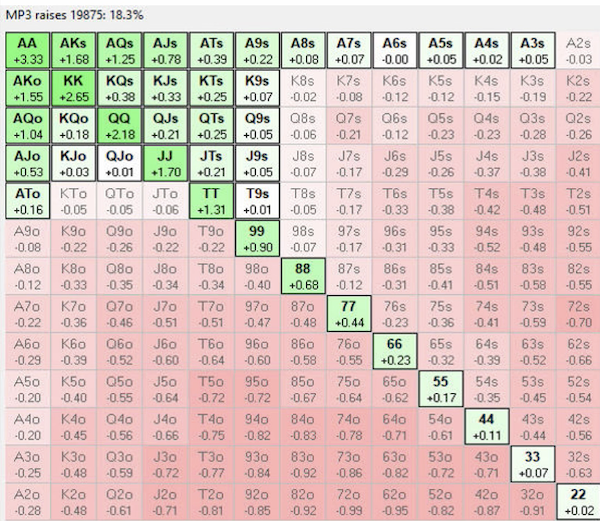 MP3 raises 19875: 18.3%
AA AKs AQs AJs ATs A9s A8s A7s A6s A5s A4s A3s A2s
+3.33 +1.68 +1.25 +0.78 +0.39 +0.22 +0.08 +0.07 -0.00 +0.05 +0.02 +0.05 -0.03
AKo KK KQs KJs KTs K9s K8s K7s K6s K5s K4s K3s K2s
+1.55 +2.65 +0.38 +0.33 +0.25 +0.07 -0.02 -0.08 -0.12 -0.12 -0.15 -0.19 -0.22
AQo KQo QQ QJs QTs Q9s Q8s Q7s Q6s Q5s Q4s Q3s Q2s
+1.04 +0.18 +2.18 +0.21 +0.25 +0.05 -0.06 -0.21 -0.12 -0.23 -0.23 -0.28 -0.26
AJo KJo QJo JJ JTs J9s J8s J7s J6s J5s J4s J3s J2s
+0.53 +0.03 +0.01 +1.70 +0.21 +0.05 -0.07 -0.17 -0.29 -0.26 -0.37 -0.38 -0.41
ATo KTo QTo JTo TT T9s T8s T7s T6s T5s T4s T3s T2s
+0.16 -0.05 -0.05 -0.06 +1.31 +0.01 -0.05 -0.17 -0.33 -0.38 -0.42 -0.48 -0.51
A9o K9o Q9o J9o T9o 99 98s 97s 96s 95s 94s 93s 92s
-0.08 -0.22 -0.26 -0.22 -0.22 +0.90 -0.07 -0.17 -0.31 -0.33 -0.52 -0.48 -0.55
A8o K8o Q8o J8o T8o 98o 88 87s 86s 85s 84s 83s 82s
-0.12 -0.33 -0.35 -0.34 -0.34 -0.40 +0.68 -0.12 -0.31 -0.41 -0.51 -0.58 -0.55
A7o K7o Q7o J7o T7o 97o 87o 77 76s 75s 74s 73s 72s
-0.22 -0.36 -0.46 -0.51 -0.51 -0.47 -0.48 +0.44 -0.23 -0.36 -0.41 -0.59 -0.70
A6o K6o Q6o J6o T6o 96o 86o 76o 66 65s 64s 63s 62s
-0.29 -0.39 -0.52 -0.60 -0.64 -0.60 -0.58 -0.55 +0.23 -0.32 -0.39 -0.52 -0.66
A5o K5o Q5o J5o T5o 95o 85o 75o 65o 55 54s 53s 52s
-0.20 -0.40 -0.55 -0.64 -0.72 -0.72 -0.67 -0.64 -0.62 +0.17 -0.35 -0.45 -0.54
A4o K4o Q4o J4o T4o 94o 84o 74o 64o 54o 44 43s 42s
-0.20 -0.45 -0.56 -0.66 -0.75 -0.82 -0.83 -0.78 -0.71 -0.61 +0.11 -0.44 -0.56
A3o K3o Q3o J3o T3o 93o 83o 73o 63o 53o 43o 33 32s
-0.25 -0.48 -0.59 -0.72 -0.77 -0.84 -0.92 -0.86 -0.82 -0.72 -0.71 +0.07 -0.63
A2o K2o Q2o J2o T2o 92o 82o 72o 62o 52o 42o 32o 22
-0.28 -0.48 -0.61 -0.71 -0.81 -0.85 -0.92 -0.99 -0.95 -0.82 -0.87 -0.91 +0.02